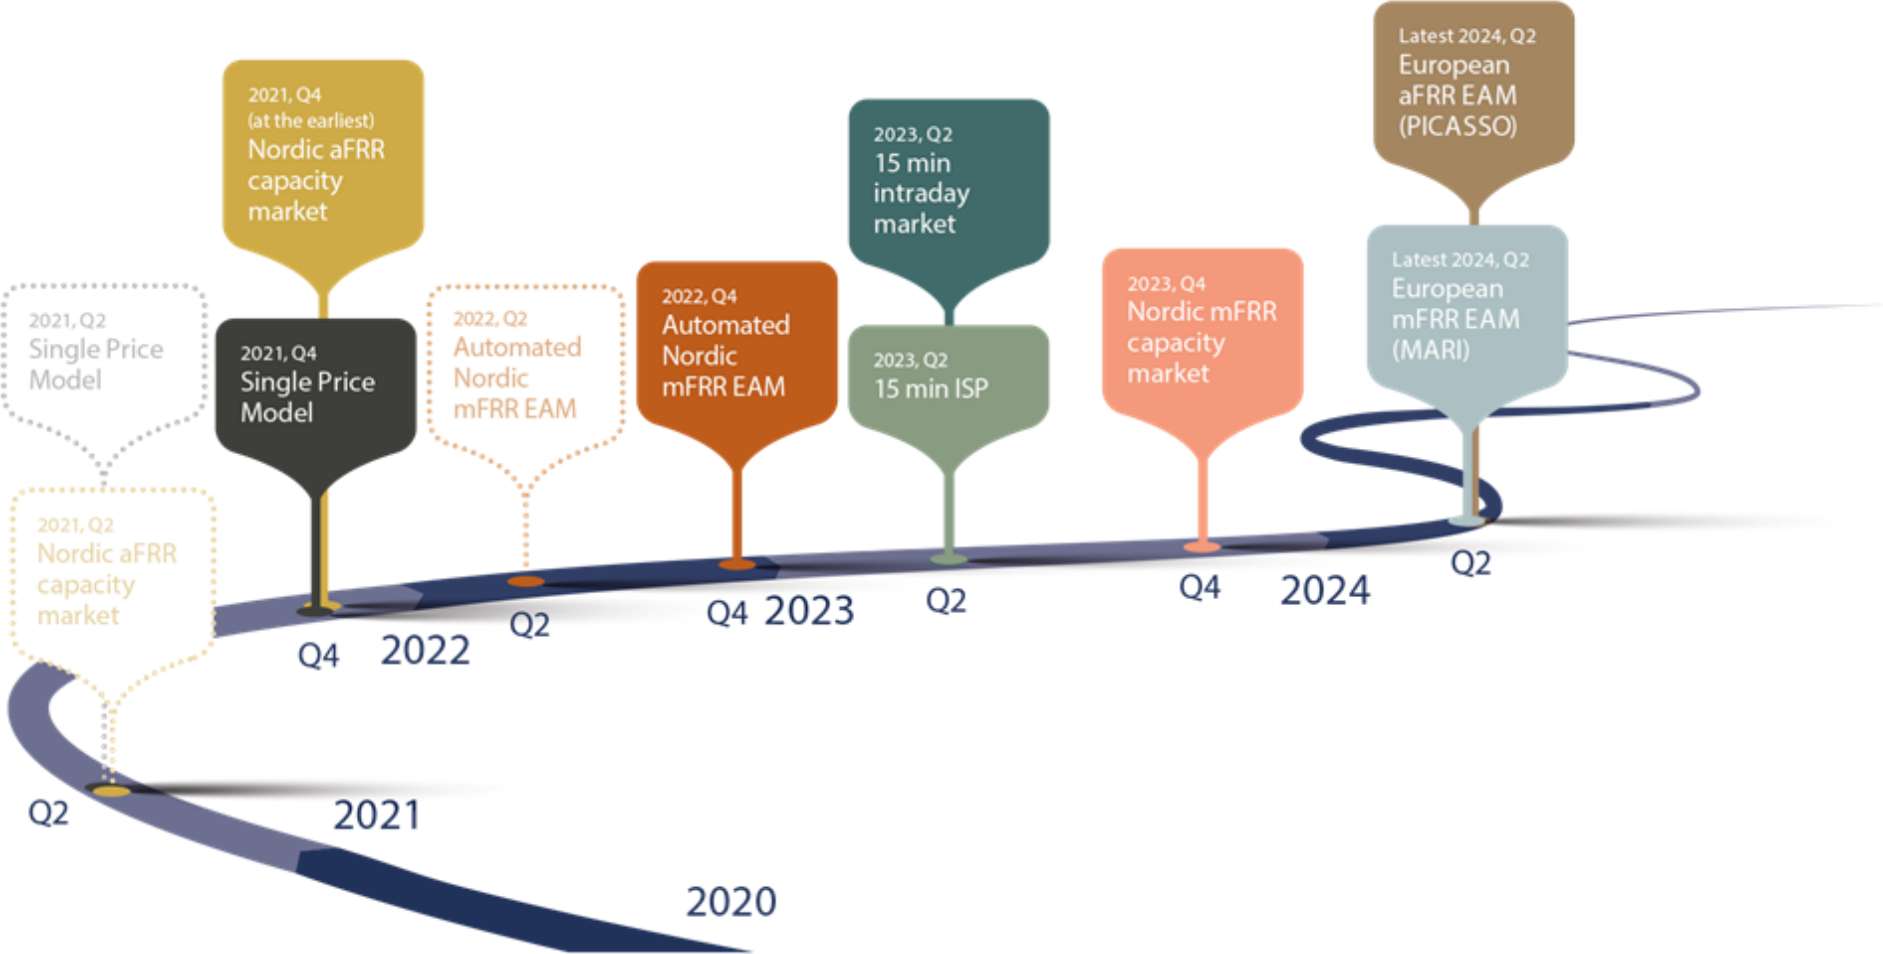 2021, Q2
Single Price
Model
2021, Q2
Nordic aFRR
capacity
market
2021, Q4
(at the earliest)
Nordic aFRR
capacity
market
2021, Q4
Single Price
Model
2022, Q2
Automated
Nordic
mFRR EAM
2022, Q4
Automated
Nordic
mFRR EAM
2023, Q2
15 min
intraday
market
2023, Q2
15 min ISP
2023, Q4
Nordic mFRR
capacity
market
Latest 2024, Q2
European
aFRR EAM
(PICASSO)
Latest 2024, Q2
European
mFRR EAM
(MARI)
Q4
2022
Q2
Q4
2023
Q2
Q4
2024
Q2
Q2
2021
2020